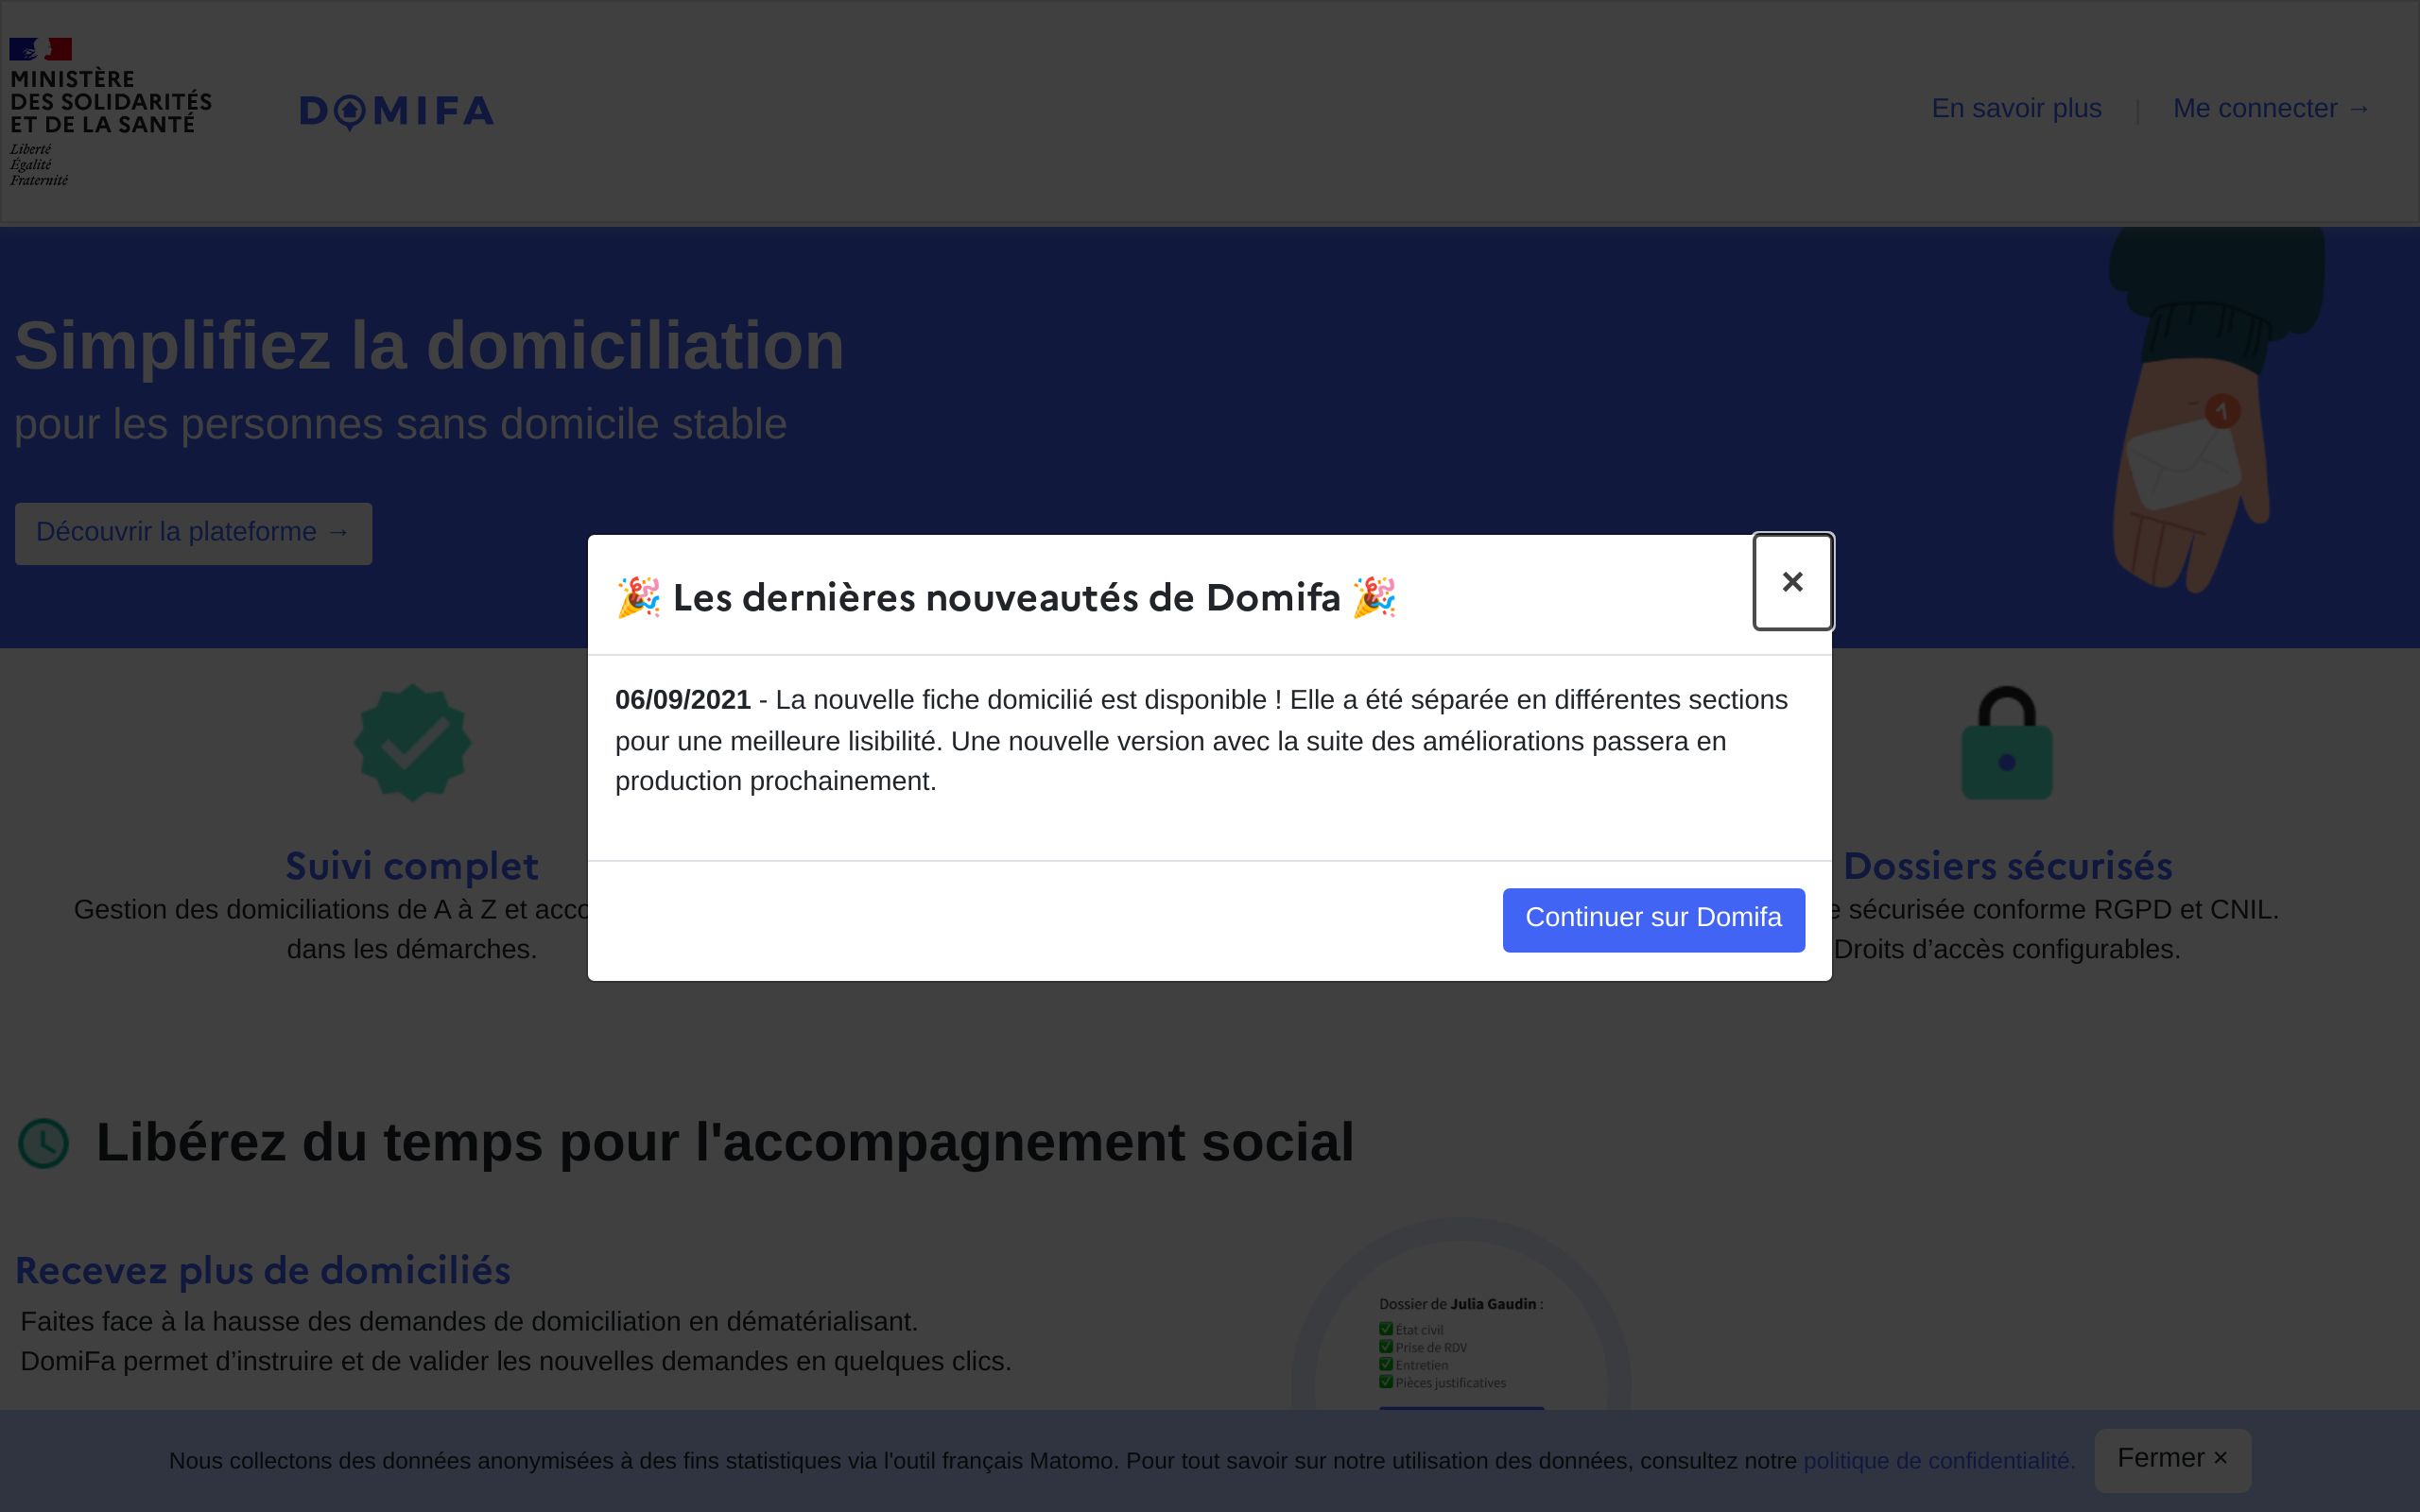 MINISTÈRE
DES SOLIDARITÉS
ET DE LA SANTÉ
Liberté
Égalité
Fraternité
DOMIFA
En savoir plus | Me connecter →
Simplifiez la domiciliation
pour les personnes sans domicile stable
1
Découvrir la plateforme →
🎉 Les dernières nouveautés de Domifa 🎉
×
06/09/2021 - La nouvelle fiche domicilié est disponible ! Elle a été séparée en différentes sections
pour une meilleure lisibilité. Une nouvelle version avec la suite des améliorations passera en
production prochainement.
Continuer sur Domifa
Suivi complet
Gestion des domiciliations de A à Z et
dans les démarches.
Dossiers sécurisés
sécurisée conforme RGPD et CNIL.
Droits d’accès configurables.
Libérez du temps pour l'accompagnement social
Recevez plus de domiciliés
Faites face à la hausse des demandes de domiciliation en dématérialisant.
DomiFa permet d’instruire et de valider les nouvelles demandes en quelques clics.
Dossier de Julia Gaudin :
✅ État civil
✅ Prise de RDV
✅ Entretien
✅ Pièces justificatives
Nous collectons des données anonymisées à des fins statistiques via l'outil français Matomo. Pour tout savoir sur notre utilisation des données, consultez notre politique de confidentialité.
Fermer ×